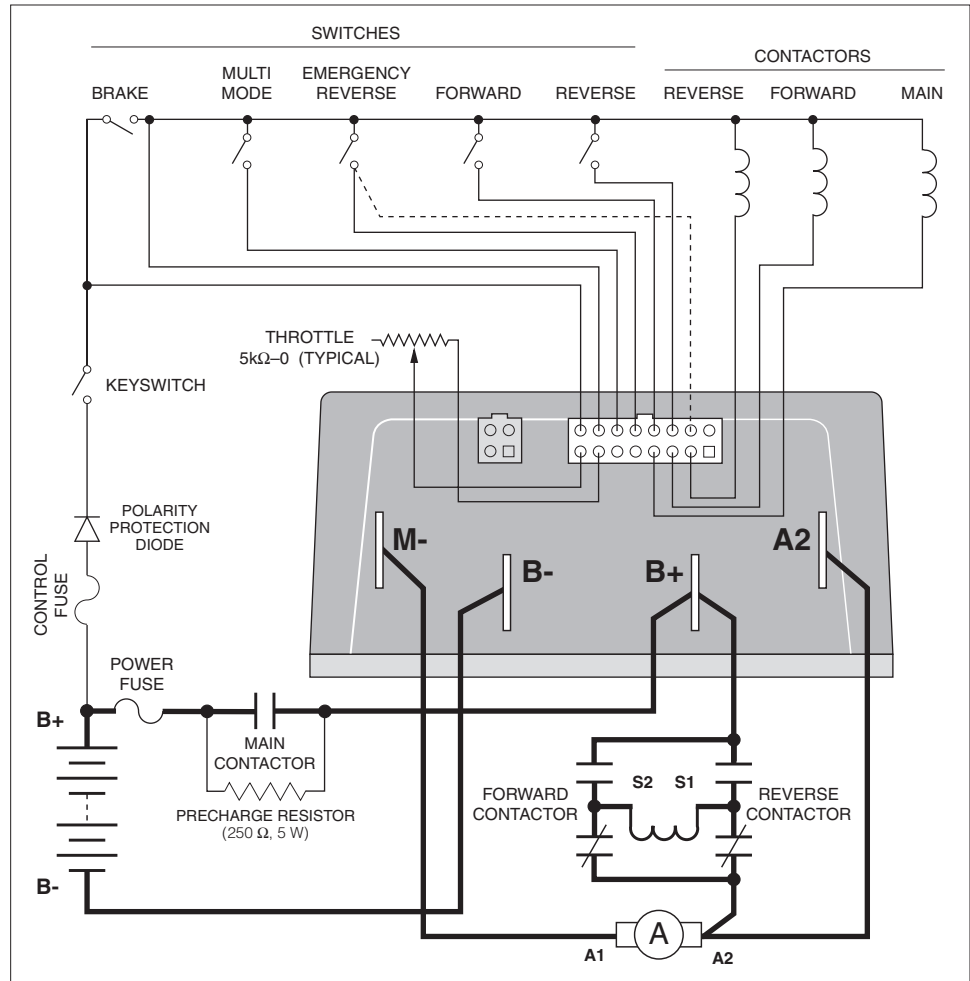 SWITCHES
CONTACTORS
BRAKE
MULTI
MODE
EMERGENCY
REVERSE
FORWARD
REVERSE
REVERSE
FORWARD
MAIN
THROTTLE
5kΩ–0 (TYPICAL)
KEYSWITCH
POLARITY
PROTECTION
DIODE
CONTROL
FUSE
M-
B-
B+
A2
POWER
FUSE
B+
MAIN
CONTACTOR
PRECHARGE RESISTOR
(250 Ω, 5 W)
FORWARD
CONTACTOR
S2
S1
REVERSE
CONTACTOR
B-
A
A1
A2